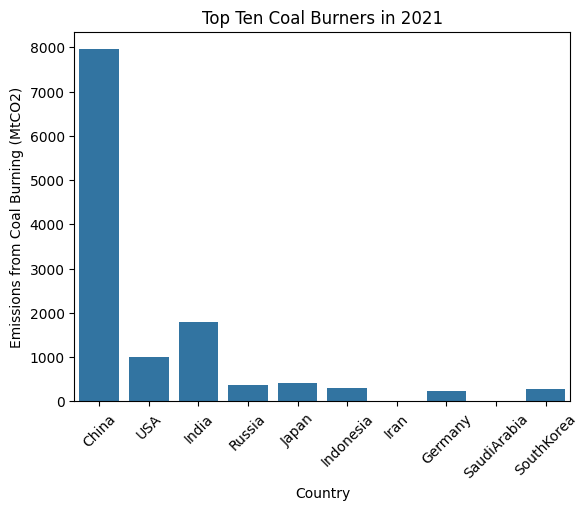 Top Ten Coal Burners in 2021
Emissions from Coal Burning (MtCO2)
8000
7000
6000
5000
4000
3000
2000
1000
0
China
USA
India
Russia
Japan
Indonesia
Iran
Germany
SaudiArabia
SouthKorea
Country